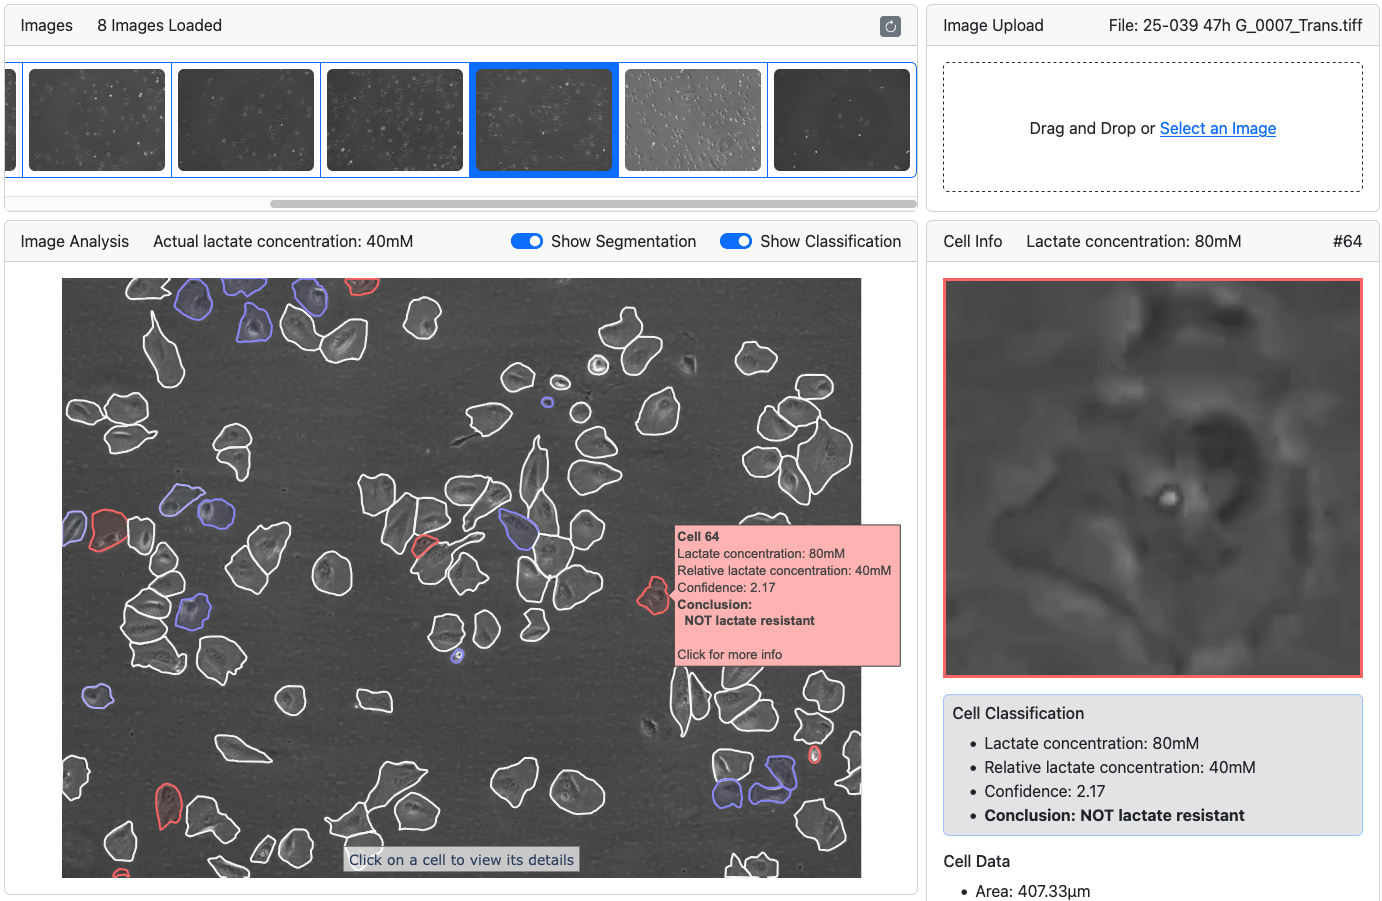 Images 8 Images Loaded
Image Upload File: 25-039 47h G_0007_Trans.tiff
Drag and Drop or Select an Image
Image Analysis Actual lactate concentration: 40mM Show Segmentation Show Classification
Cell Info Lactate concentration: 80mM #64
Cell 64
Lactate concentration: 80mM
Relative lactate concentration: 40mM
Confidence: 2.17
Conclusion:
NOT lactate resistant
Click for more info
Click on a cell to view its details
Cell Classification
• Lactate concentration: 80mM
• Relative lactate concentration: 40mM
• Confidence: 2.17
• Conclusion: NOT lactate resistant
Cell Data
• Area: 407.33µm